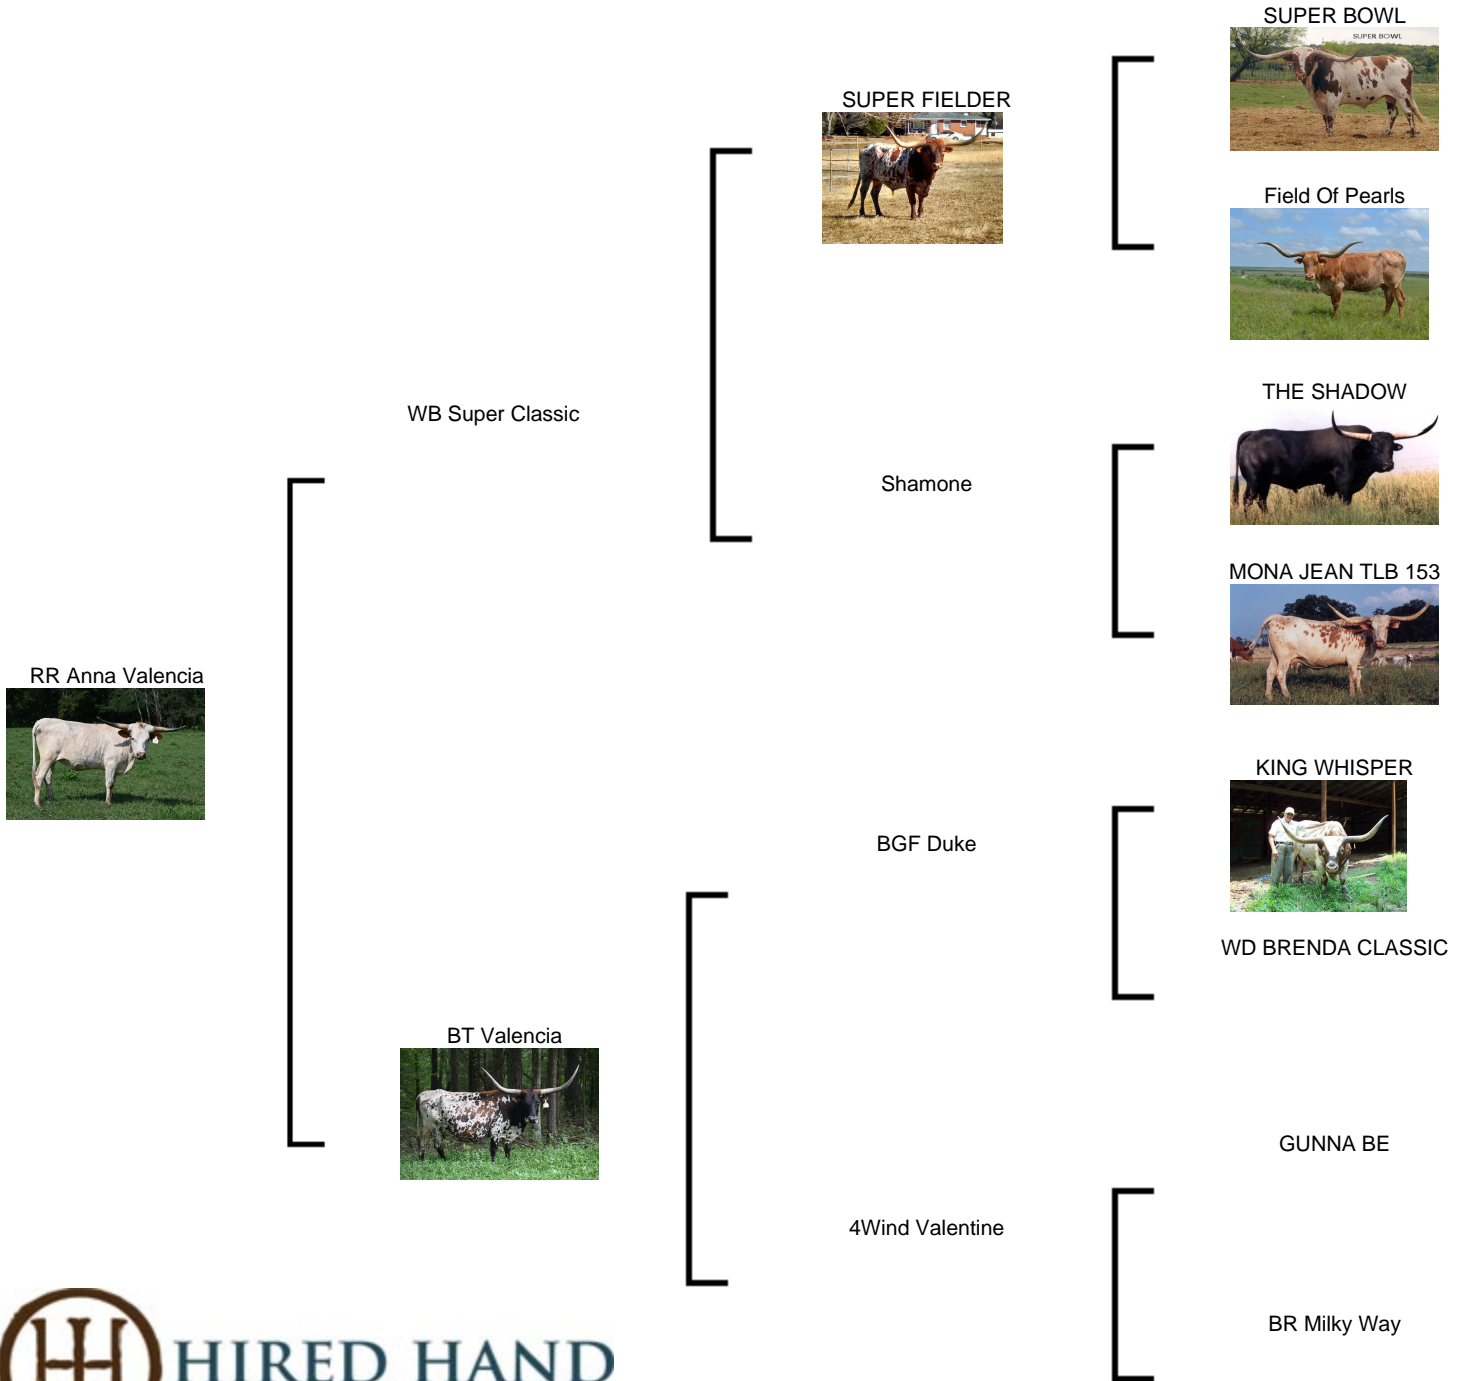 SUPER BOWL
SUPER BOWL
SUPER FIELDER
Field Of Pearls
THE SHADOW
WB Super Classic
Shamone
MONA JEAN TLB 153
RR Anna Valencia
KING WHISPER
BGF Duke
WD BRENDA CLASSIC
BT Valencia
GUNNA BE
4Wind Valentine
BR Milky Way
HIRED HAND